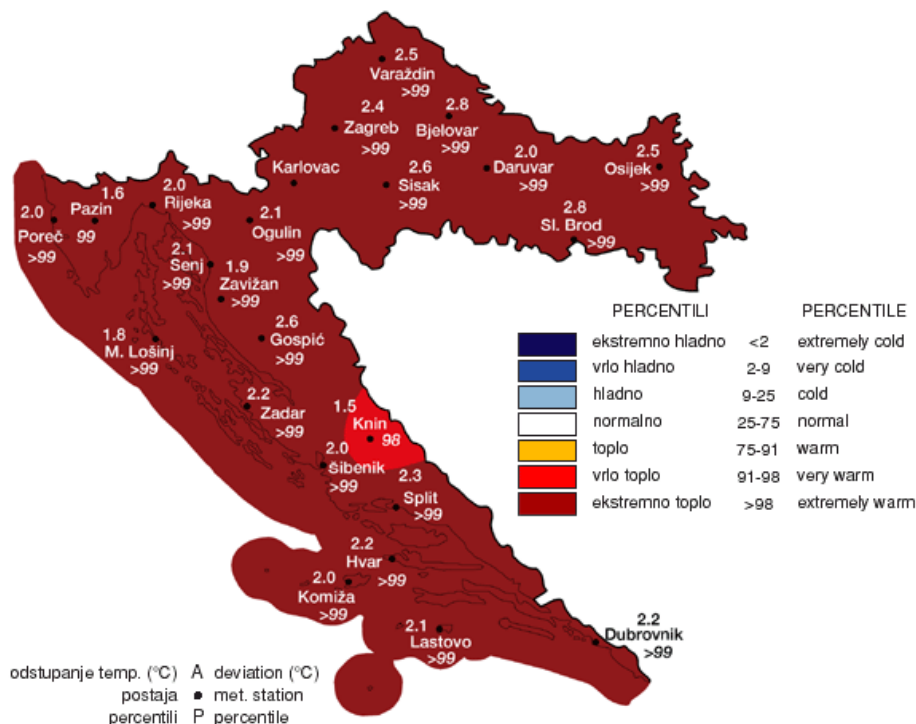 2.5
Varaždin
>99
2.4
Zagreb
>99
2.8
Bjelovar
>99
2.0
Daruvar
>99
2.5
Osijek
>99
Karlovac
2.6
Sisak
>99
2.8
Sl. Brod
>99
2.0
Poreč
>99
1.6
Pazin
99
2.0
Rijeka
>99
2.1
Ogulin
>99
2.1
Senj
>99
1.9
Zavižan
>99
2.6
Gospić
>99
1.8
M. Lošinj
>99
2.2
Zadar
>99
1.5
Knin
98
2.0
Šibenik
>99
2.3
Split
>99
2.2
Hvar
>99
2.0
Komiža
>99
2.1
Lastovo
>99
2.2
Dubrovnik
>99
PERCENTILI PERCENTILE
ekstremno hladno <2 extremely cold
vrlo hladno 2-9 very cold
hladno 9-25 cold
normalno 25-75 normal
toplo 75-91 warm
vrlo toplo 91-98 very warm
ekstremno toplo >98 extremely warm
odstupanje temp. (°C) A deviation (°C)
postaja ● met. station
percentili P percentile